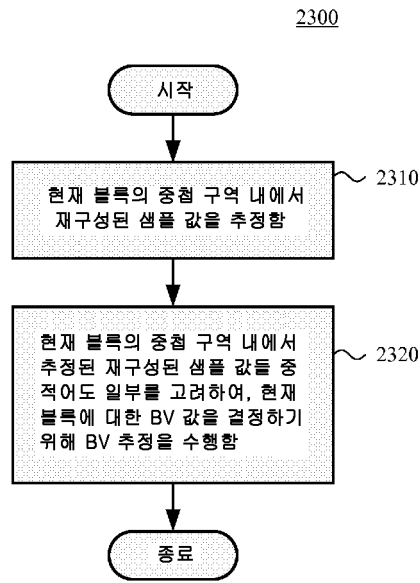 2300
시작
현재 블록의 중첩 구역 내에서
재구성된 샘플 값을 추정함
2310
현재 블록의 중첩 구역 내에서
추정된 재구성된 샘플 값들 중
적어도 일부를 고려하여, 현재
블록에 대한 BV 값을 결정하기
위해 BV 추정을 수행함
2320
종료